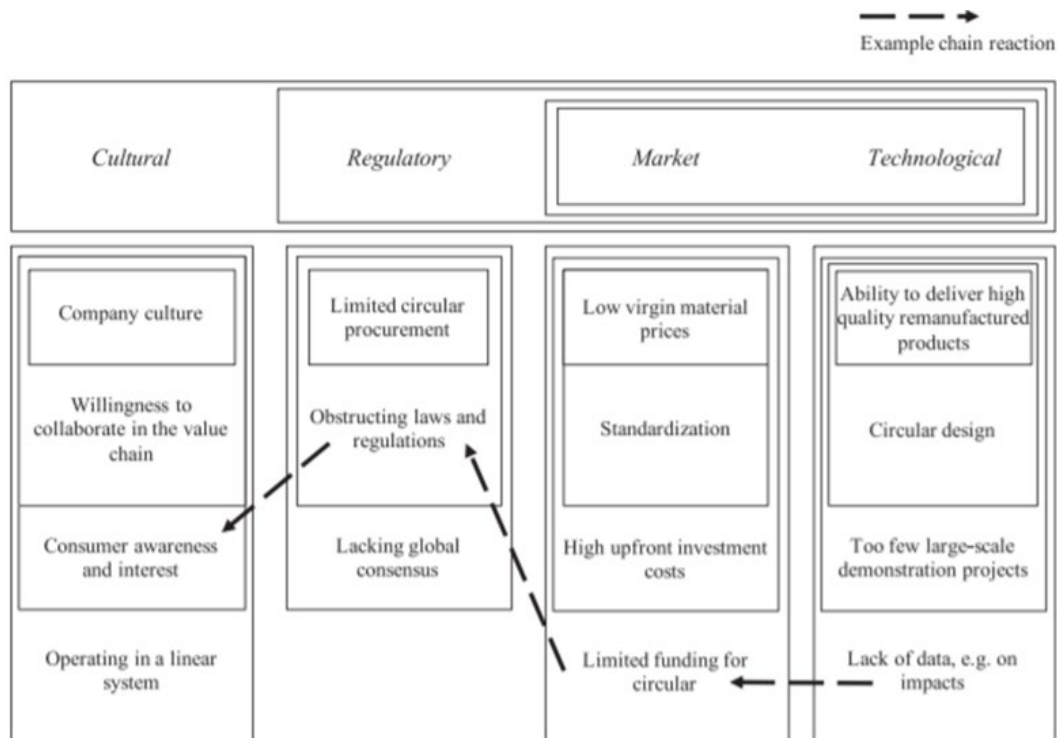 Example chain reaction
Cultural
Regulatory
Market
Technological
Company culture
Willingness to
collaborate in the value
chain
Consumer awareness
and interest
Operating in a linear
system
Limited circular
procurement
Obstructing laws and
regulations
Lacking global
consensus
Low virgin material
prices
Standardization
High upfront investment
costs
Limited funding for
circular
Ability to deliver high
quality remanufactured
products
Circular design
Too few large-scale
demonstration projects
Lack of data, e.g. on
impacts